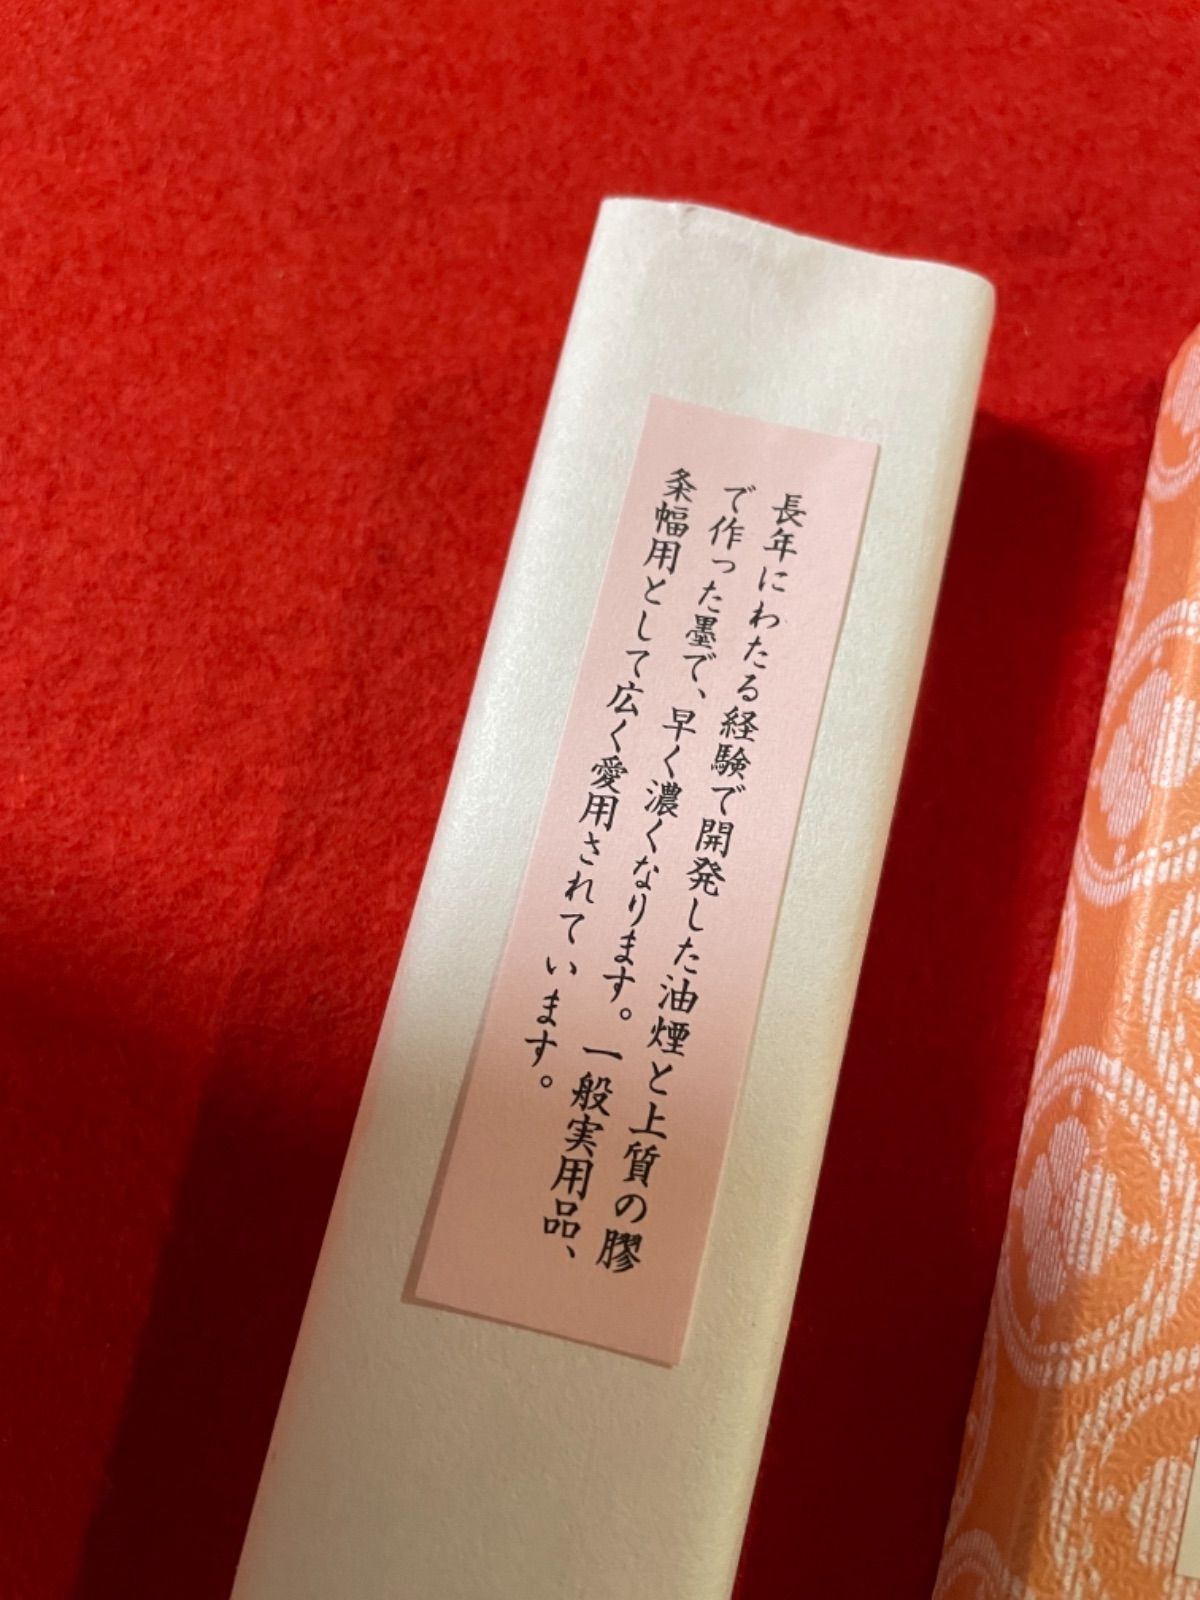 長年にわたる経験で開発した油煙と上質の膠
で作った墨で、早く濃くなります。一般実用品、
条幅用として広く愛用されています。